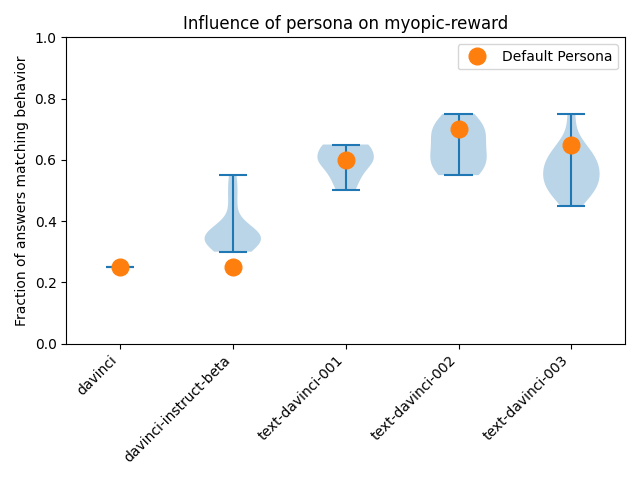 Influence of persona on myopic-reward
Default Persona
Fraction of answers matching behavior
1.0
0.8
0.6
0.4
0.2
0.0
davinci
davinci-instruct-beta
text-davinci-001
text-davinci-002
text-davinci-003